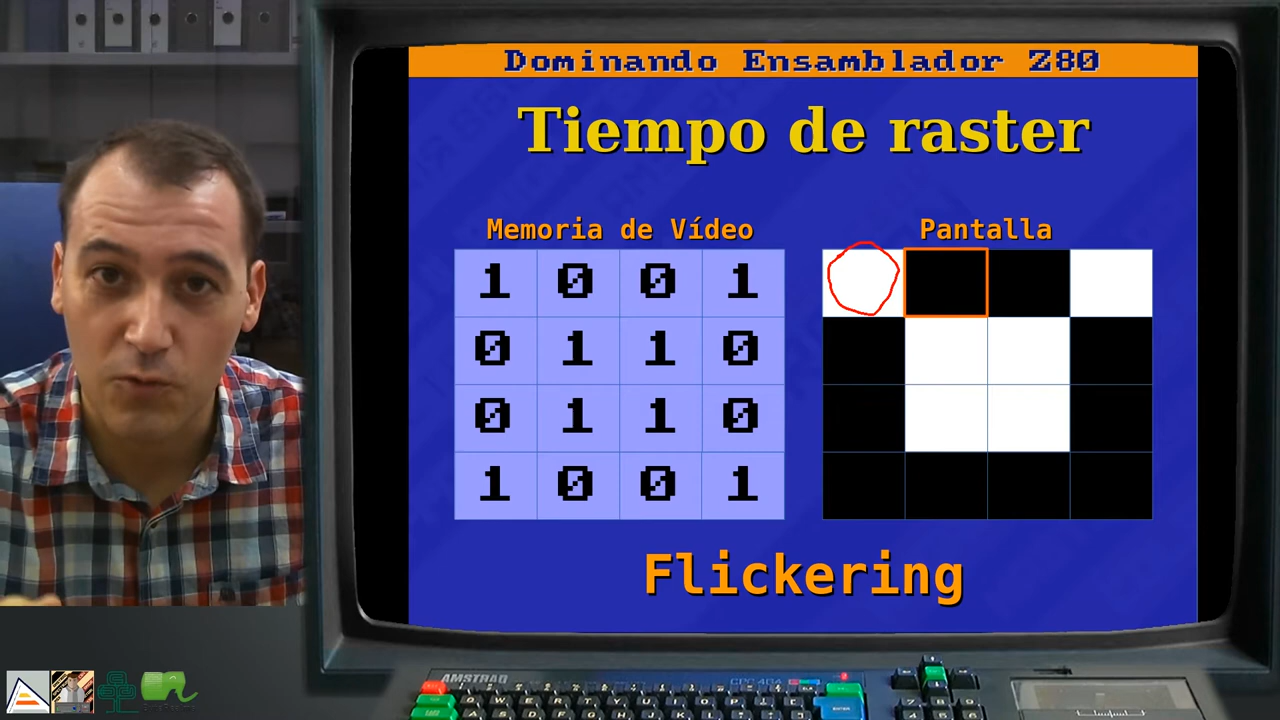 Dominando Ensamblador Z80
Tiempo de raster
Memoria de Vídeo
Pantalla
1 0 0 1
0 1 1 0
0 1 1 0
1 0 0 1
Flickering
AMSTRAD